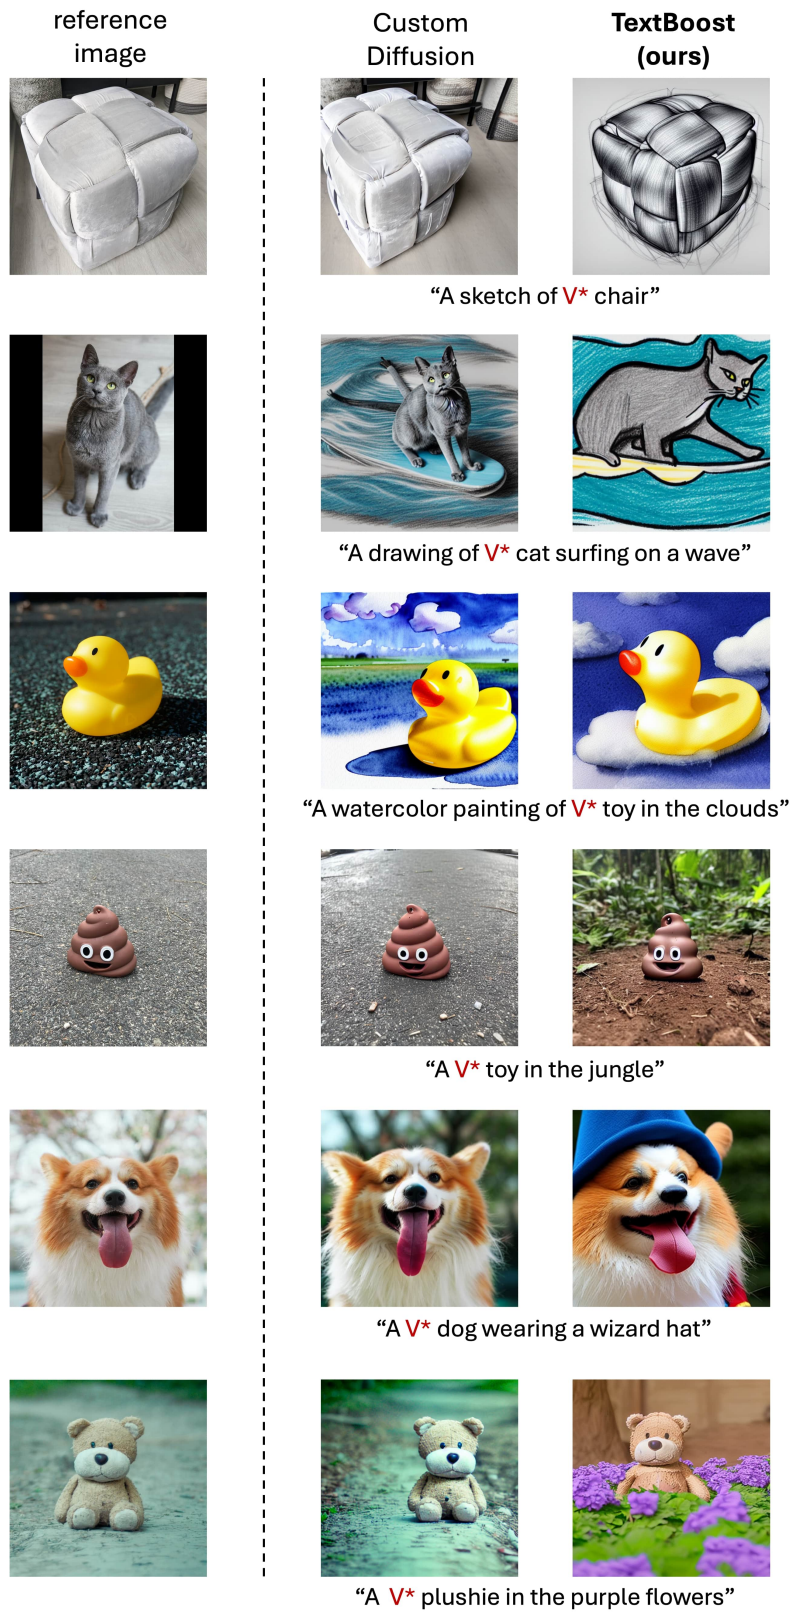 reference
image
Custom
Diffusion
TextBoost
(ours)
“A sketch of V* chair”
“A drawing of V* cat surfing on a wave”
“A watercolor painting of V* toy in the clouds”
“A V* toy in the jungle”
“A V* dog wearing a wizard hat”
“A V* plushie in the purple flowers”